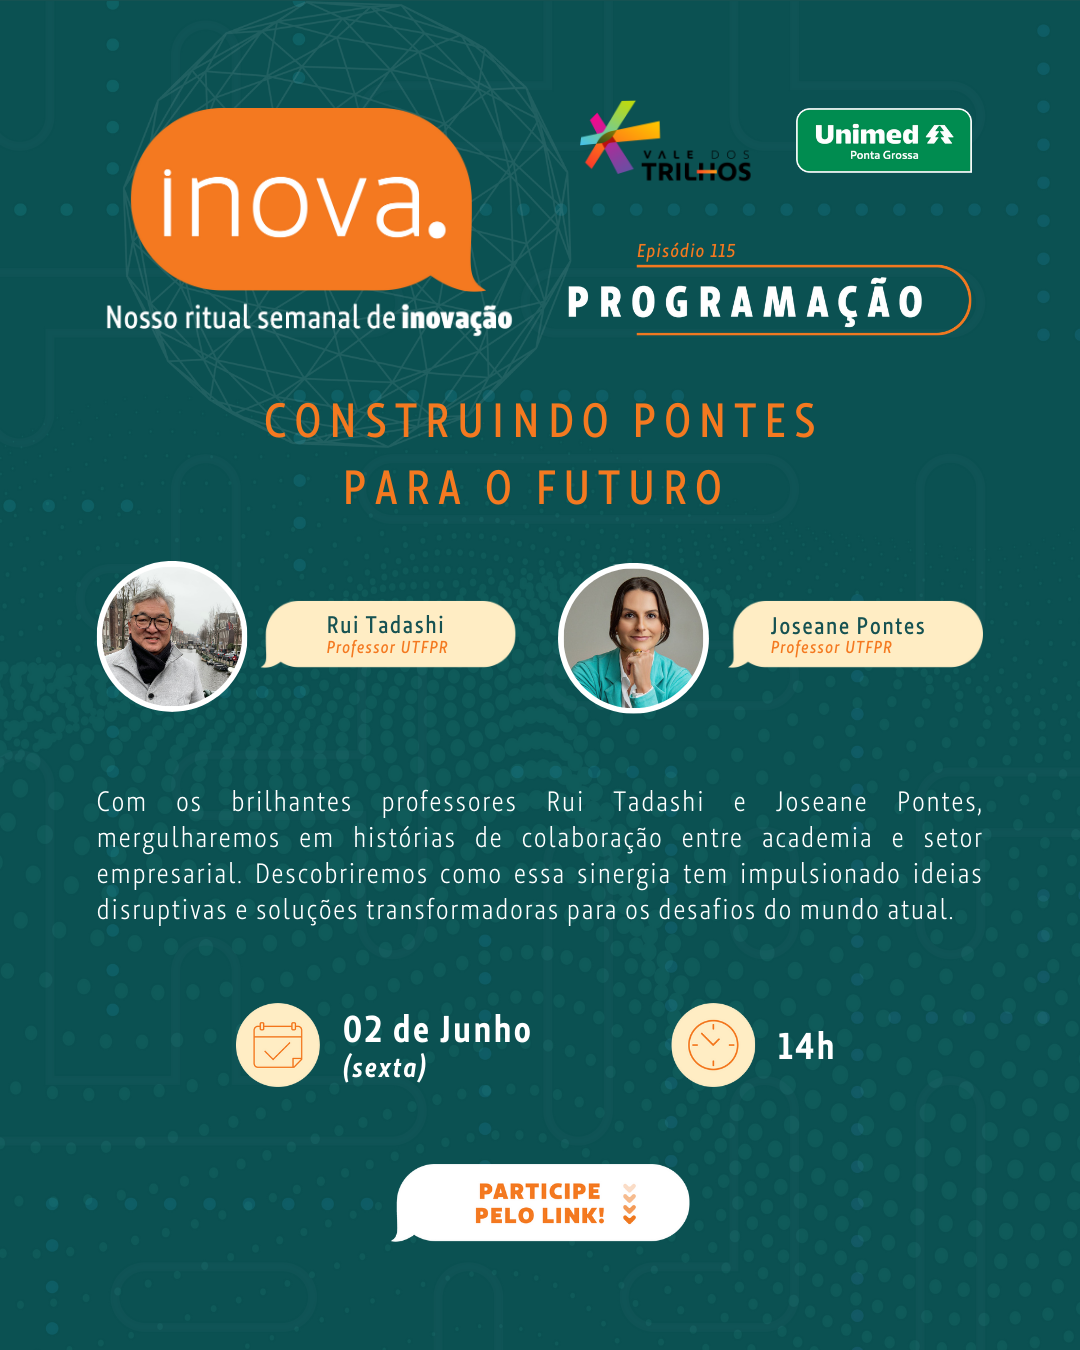 inova.
Nosso ritual semanal de inovação
VALE DOS
TRILHOS
Unimed
Ponta Grossa
Episódio 115
PROGRAMAÇÃO
CONSTRUINDO PONTES
PARA O FUTURO
Rui Tadashi
Professor UTFPR
Joseane Pontes
Professor UTFPR
Com os brilhantes professores Rui Tadashi e Joseane Pontes,
mergulharemos em histórias de colaboração entre academia e setor
empresarial. Descobriremos como essa sinergia tem impulsionado ideias
disruptivas e soluções transformadoras para os desafios do mundo atual.
02 de Junho
(sexta)
14h
PARTICIPE
PELO LINK!